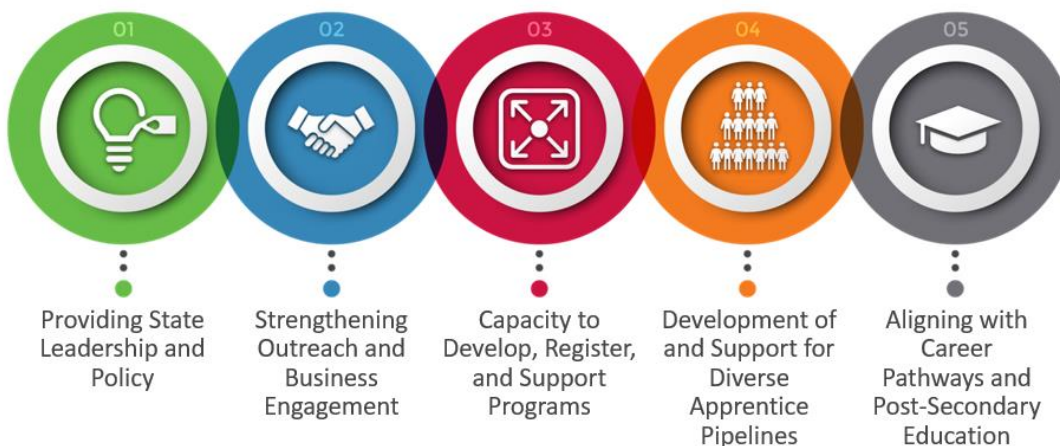 01
02
03
04
05
Providing State
Leadership and
Policy
Strengthening
Outreach and
Business
Engagement
Capacity to
Develop, Register,
and Support
Programs
Development of
and Support for
Diverse
Apprentice
Pipelines
Aligning with
Career
Pathways and
Post-Secondary
Education